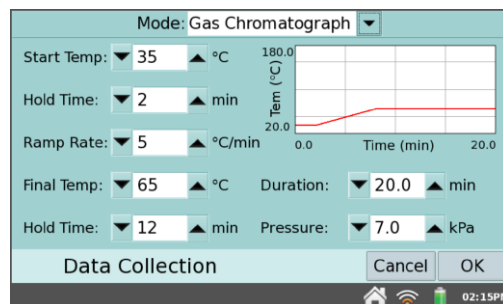 Mode: Gas Chromatograph
Start Temp: 35 °C
Hold Time: 2 min
Ramp Rate: 5 °C/min
Final Temp: 65 °C
Hold Time: 12 min
180.0
Tem (°C)
20.0
0.0 Time (min) 20.0
Duration: 20.0 min
Pressure: 7.0 kPa
Data Collection
Cancel OK